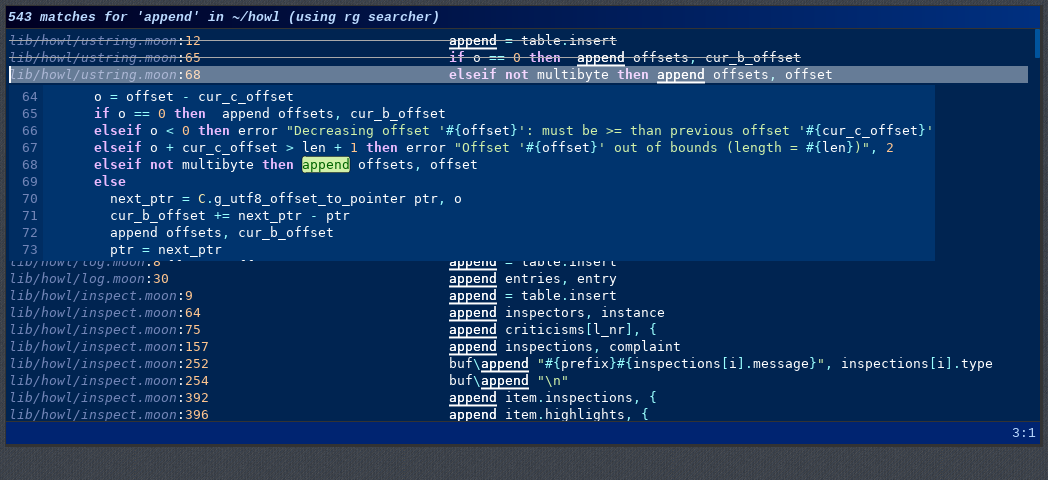 543 matches for 'append' in ~/howl (using rg searcher)
lib/howl/ustring.moon:12 append = table.insert
lib/howl/ustring.moon:65 if o == 0 then  append offsets, cur_b_offset
lib/howl/ustring.moon:68 elseif not multibyte then append offsets, offset
64 o = offset - cur_c_offset
65 if o == 0 then  append offsets, cur_b_offset
66 elseif o < 0 then error "Decreasing offset '#{offset}': must be >= than previous offset '#{cur_c_offset}'
67 elseif o + cur_c_offset > len + 1 then error "Offset '#{offset}' out of bounds (length = #{len})", 2
68 elseif not multibyte then append offsets, offset
69 else
70 next_ptr = C.g_utf8_offset_to_pointer ptr, o
71 cur_b_offset += next_ptr - ptr
72 append offsets, cur_b_offset
73 ptr = next_ptr
lib/howl/log.moon:8 append = table.insert
lib/howl/log.moon:30 append entries, entry
lib/howl/inspect.moon:9 append = table.insert
lib/howl/inspect.moon:64 append inspectors, instance
lib/howl/inspect.moon:75 append criticisms[l_nr], {
lib/howl/inspect.moon:157 append inspections, complaint
lib/howl/inspect.moon:252 buf\append "#{prefix}#{inspections[i].message}", inspections[i].type
lib/howl/inspect.moon:254 buf\append "\n"
lib/howl/inspect.moon:392 append item.inspections, {
lib/howl/inspect.moon:396 append item.highlights, {
3:1